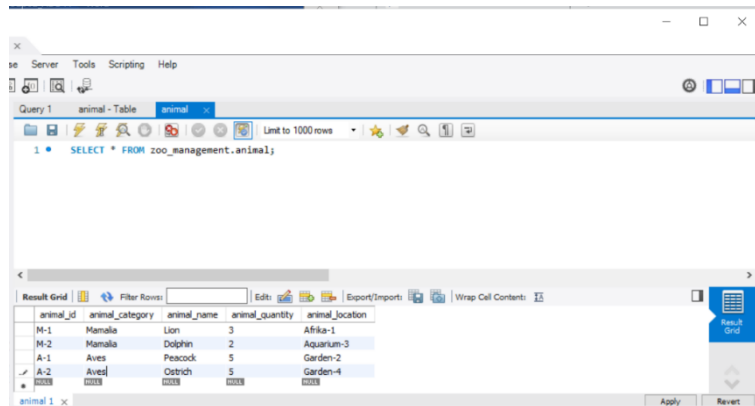 se Server Tools Scripting Help
Query 1 animal - Table animal
Limit to 1000 rows
1 SELECT * FROM zoo_management.animal;
Result Grid Filter Rows: Edit: Export/Import: Wrap Cell Content:
animal_id animal_category animal_name animal_quantity animal_location
M-1 Mamalia Lion 3 Afrika-1
M-2 Mamalia Dolphin 2 Aquarium-3
A-1 Aves Peacock 5 Garden-2
A-2 Aves Ostrich 5 Garden-4
NULL NULL NULL NULL NULL
Result
Grid
animal 1 Apply Revert